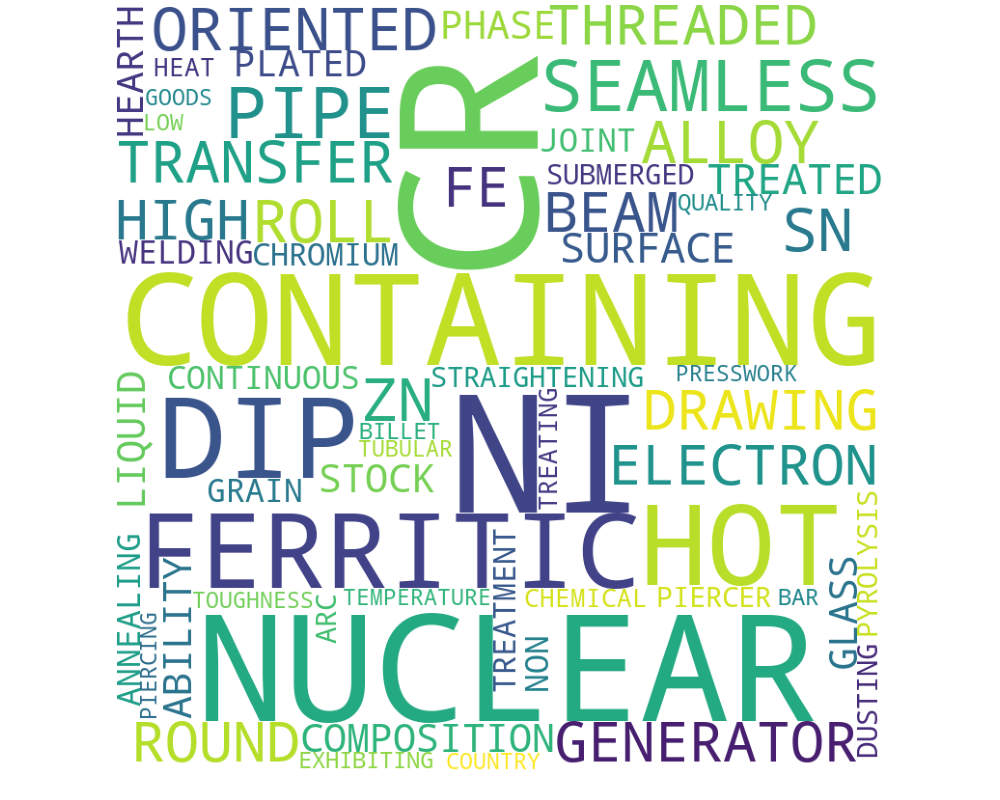 HEARTH
ORIENTED
PHASE
THREADED
HEAT
PLATED
CR
SEAMLESS
GOODS
PIPE
LOW
JOINT
ALLOY
TRANSFER
FE
SUBMERGED
TREATED
HIGH
ROLL
BEAM
QUALITY
SN
WELDING
CHROMIUM
SURFACE
CONTAINING
LIQUID
CONTINUOUS
ZN
STRAIGHTENING
PRESSWORK
DIP
BILLET
NI
TREATING
DRAWING
TUBULAR
GRAIN
STOCK
ELECTRON
FERRITIC
HOT
PYROLYSIS
ANNEALING
ABILITY
TOUGHNESS
ARC
TEMPERATURE
TREATMENT
CHEMICAL
PIERCER
BAR
GLASS
PIERCING
NUCLEAR
NON
DUSTING
ROUND
COMPOSITION
GENERATOR
EXHIBITING
COUNTRY